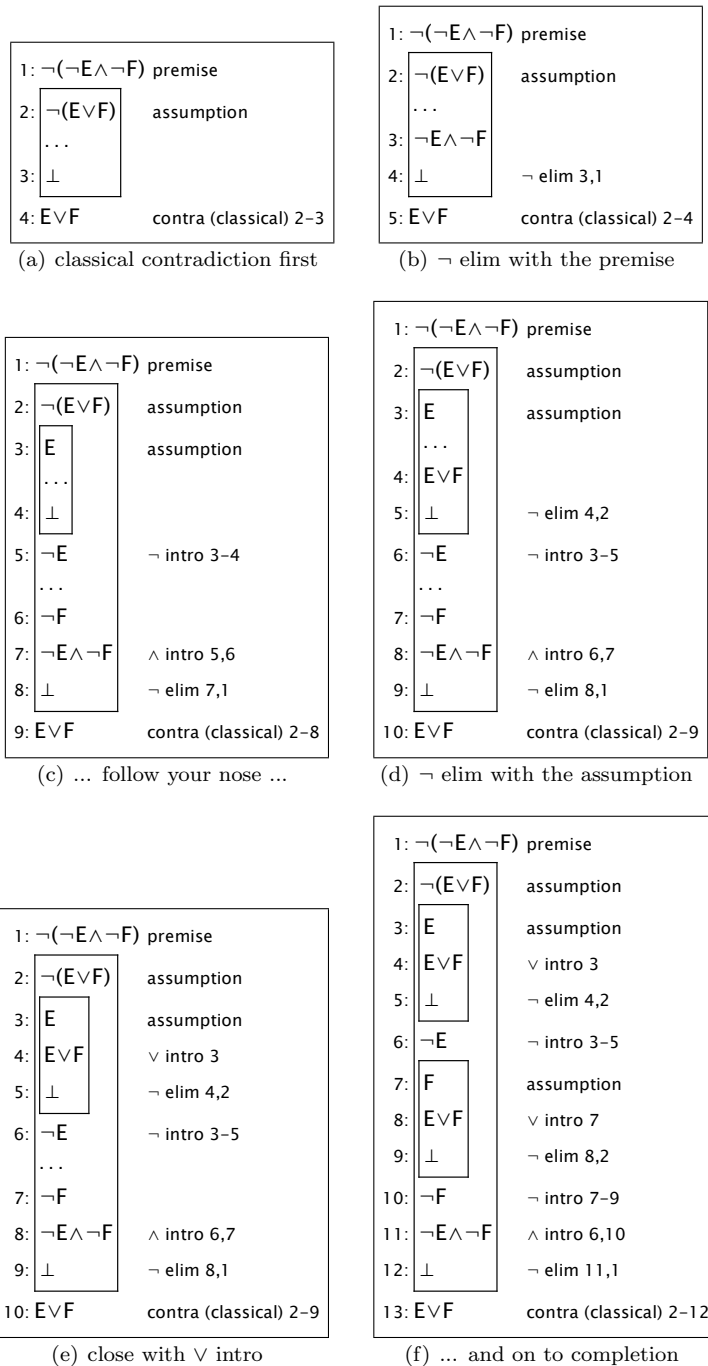 1: ¬(¬E∧¬F) premise
2: ¬(E∨F) assumption
...
3: ⊥
4: E∨F contra (classical) 2–3
(a) classical contradiction first
1: ¬(¬E∧¬F) premise
2: ¬(E∨F) assumption
...
3: ¬E∧¬F
4: ⊥ ¬ elim 3,1
5: E∨F contra (classical) 2–4
(b) ¬ elim with the premise
1: ¬(¬E∧¬F) premise
2: ¬(E∨F) assumption
3: E assumption
...
4: ⊥
5: ¬E ¬ intro 3–4
...
6: ¬F
7: ¬E∧¬F ∧ intro 5,6
8: ⊥ ¬ elim 7,1
9: E∨F contra (classical) 2–8
(c) ... follow your nose ...
1: ¬(¬E∧¬F) premise
2: ¬(E∨F) assumption
3: E assumption
...
4: E∨F
5: ⊥ ¬ elim 4,2
6: ¬E ¬ intro 3–5
...
7: ¬F
8: ¬E∧¬F ∧ intro 6,7
9: ⊥ ¬ elim 8,1
10: E∨F contra (classical) 2–9
(d) ¬ elim with the assumption
1: ¬(¬E∧¬F) premise
2: ¬(E∨F) assumption
3: E assumption
4: E∨F ∨ intro 3
5: ⊥ ¬ elim 4,2
6: ¬E ¬ intro 3–5
...
7: ¬F
8: ¬E∧¬F ∧ intro 6,7
9: ⊥ ¬ elim 8,1
10: E∨F contra (classical) 2–9
(e) close with ∨ intro
1: ¬(¬E∧¬F) premise
2: ¬(E∨F) assumption
3: E assumption
4: E∨F ∨ intro 3
5: ⊥ ¬ elim 4,2
6: ¬E ¬ intro 3–5
7: F assumption
8: E∨F ∨ intro 7
9: ⊥ ¬ elim 8,2
10: ¬F ¬ intro 7–9
11: ¬E∧¬F ∧ intro 6,10
12: ⊥ ¬ elim 11,1
13: E∨F contra (classical) 2–12
(f) ... and on to completion